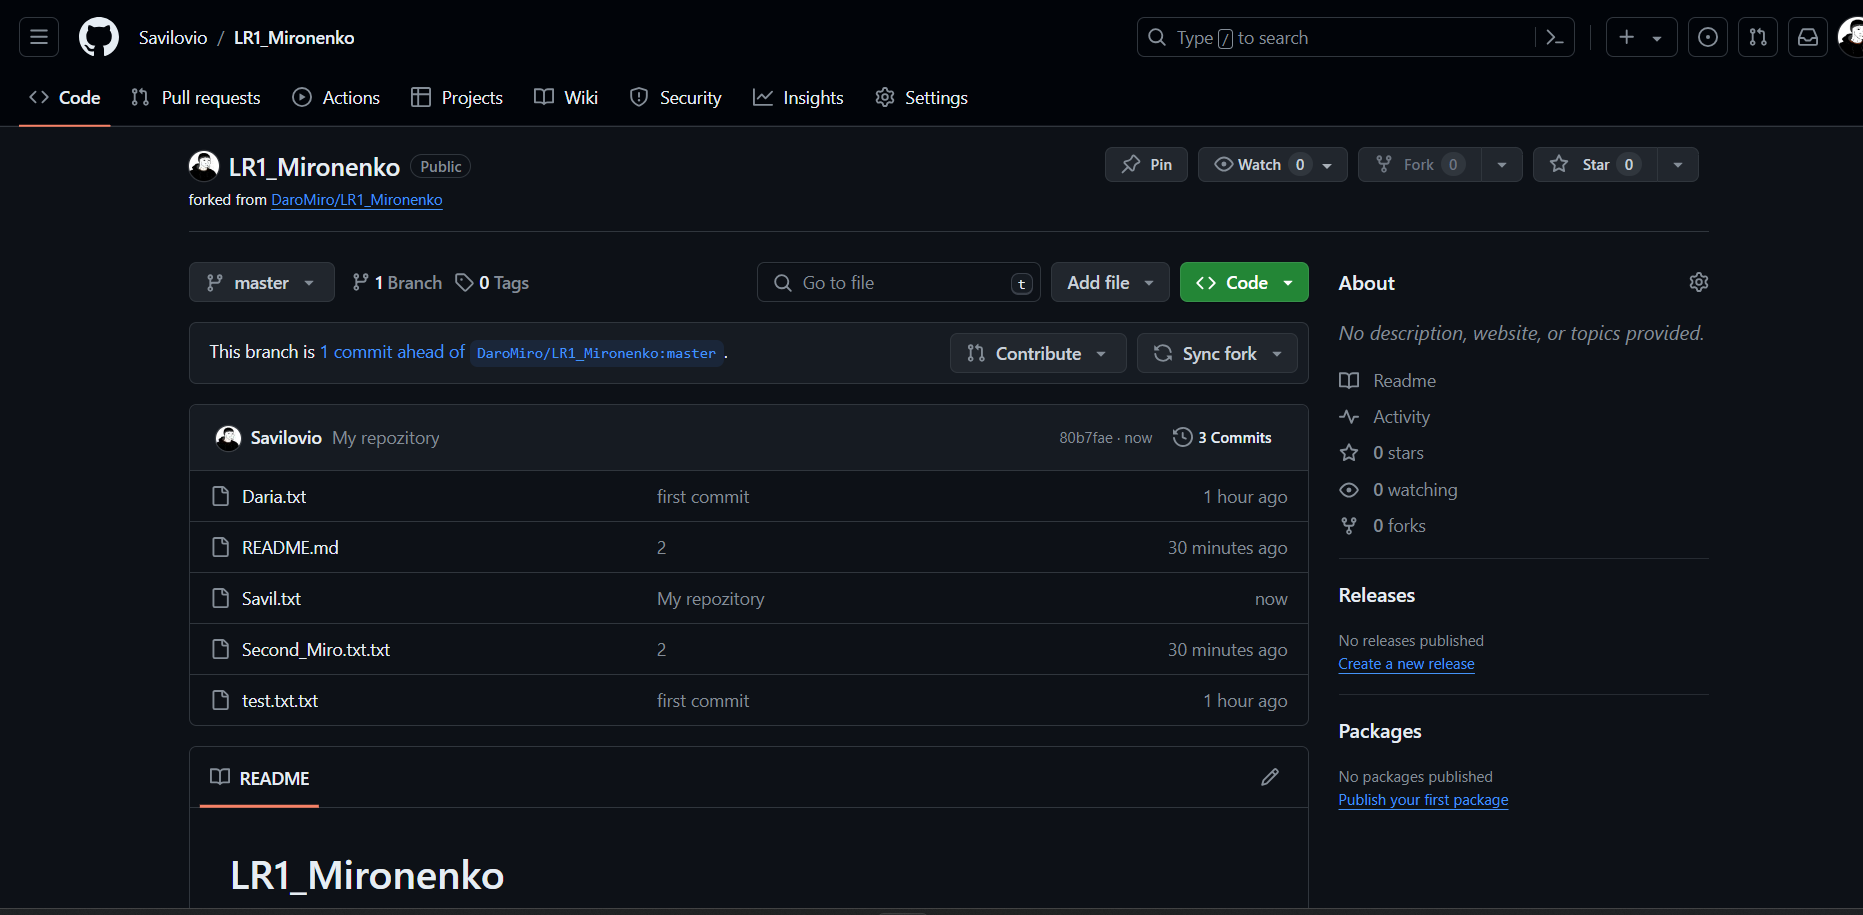 Savilovio / LR1_Mironenko
Type / to search
Code Pull requests Actions Projects Wiki Security Insights Settings
LR1_Mironenko Public
Pin Watch 0 Fork 0 Star 0
forked from DaroMiro/LR1_Mironenko
master 1 Branch 0 Tags Go to file t Add file Code
This branch is 1 commit ahead of DaroMiro/LR1_Mironenko:master .
Contribute Sync fork
Savilovio My repozitory 80b7fae · now 3 Commits
Daria.txt first commit 1 hour ago
README.md 2 30 minutes ago
Savil.txt My repozitory now
Second_Miro.txt.txt 2 30 minutes ago
test.txt.txt first commit 1 hour ago
README
LR1_Mironenko
About
No description, website, or topics provided.
Readme
Activity
0 stars
0 watching
0 forks
Releases
No releases published
Create a new release
Packages
No packages published
Publish your first package